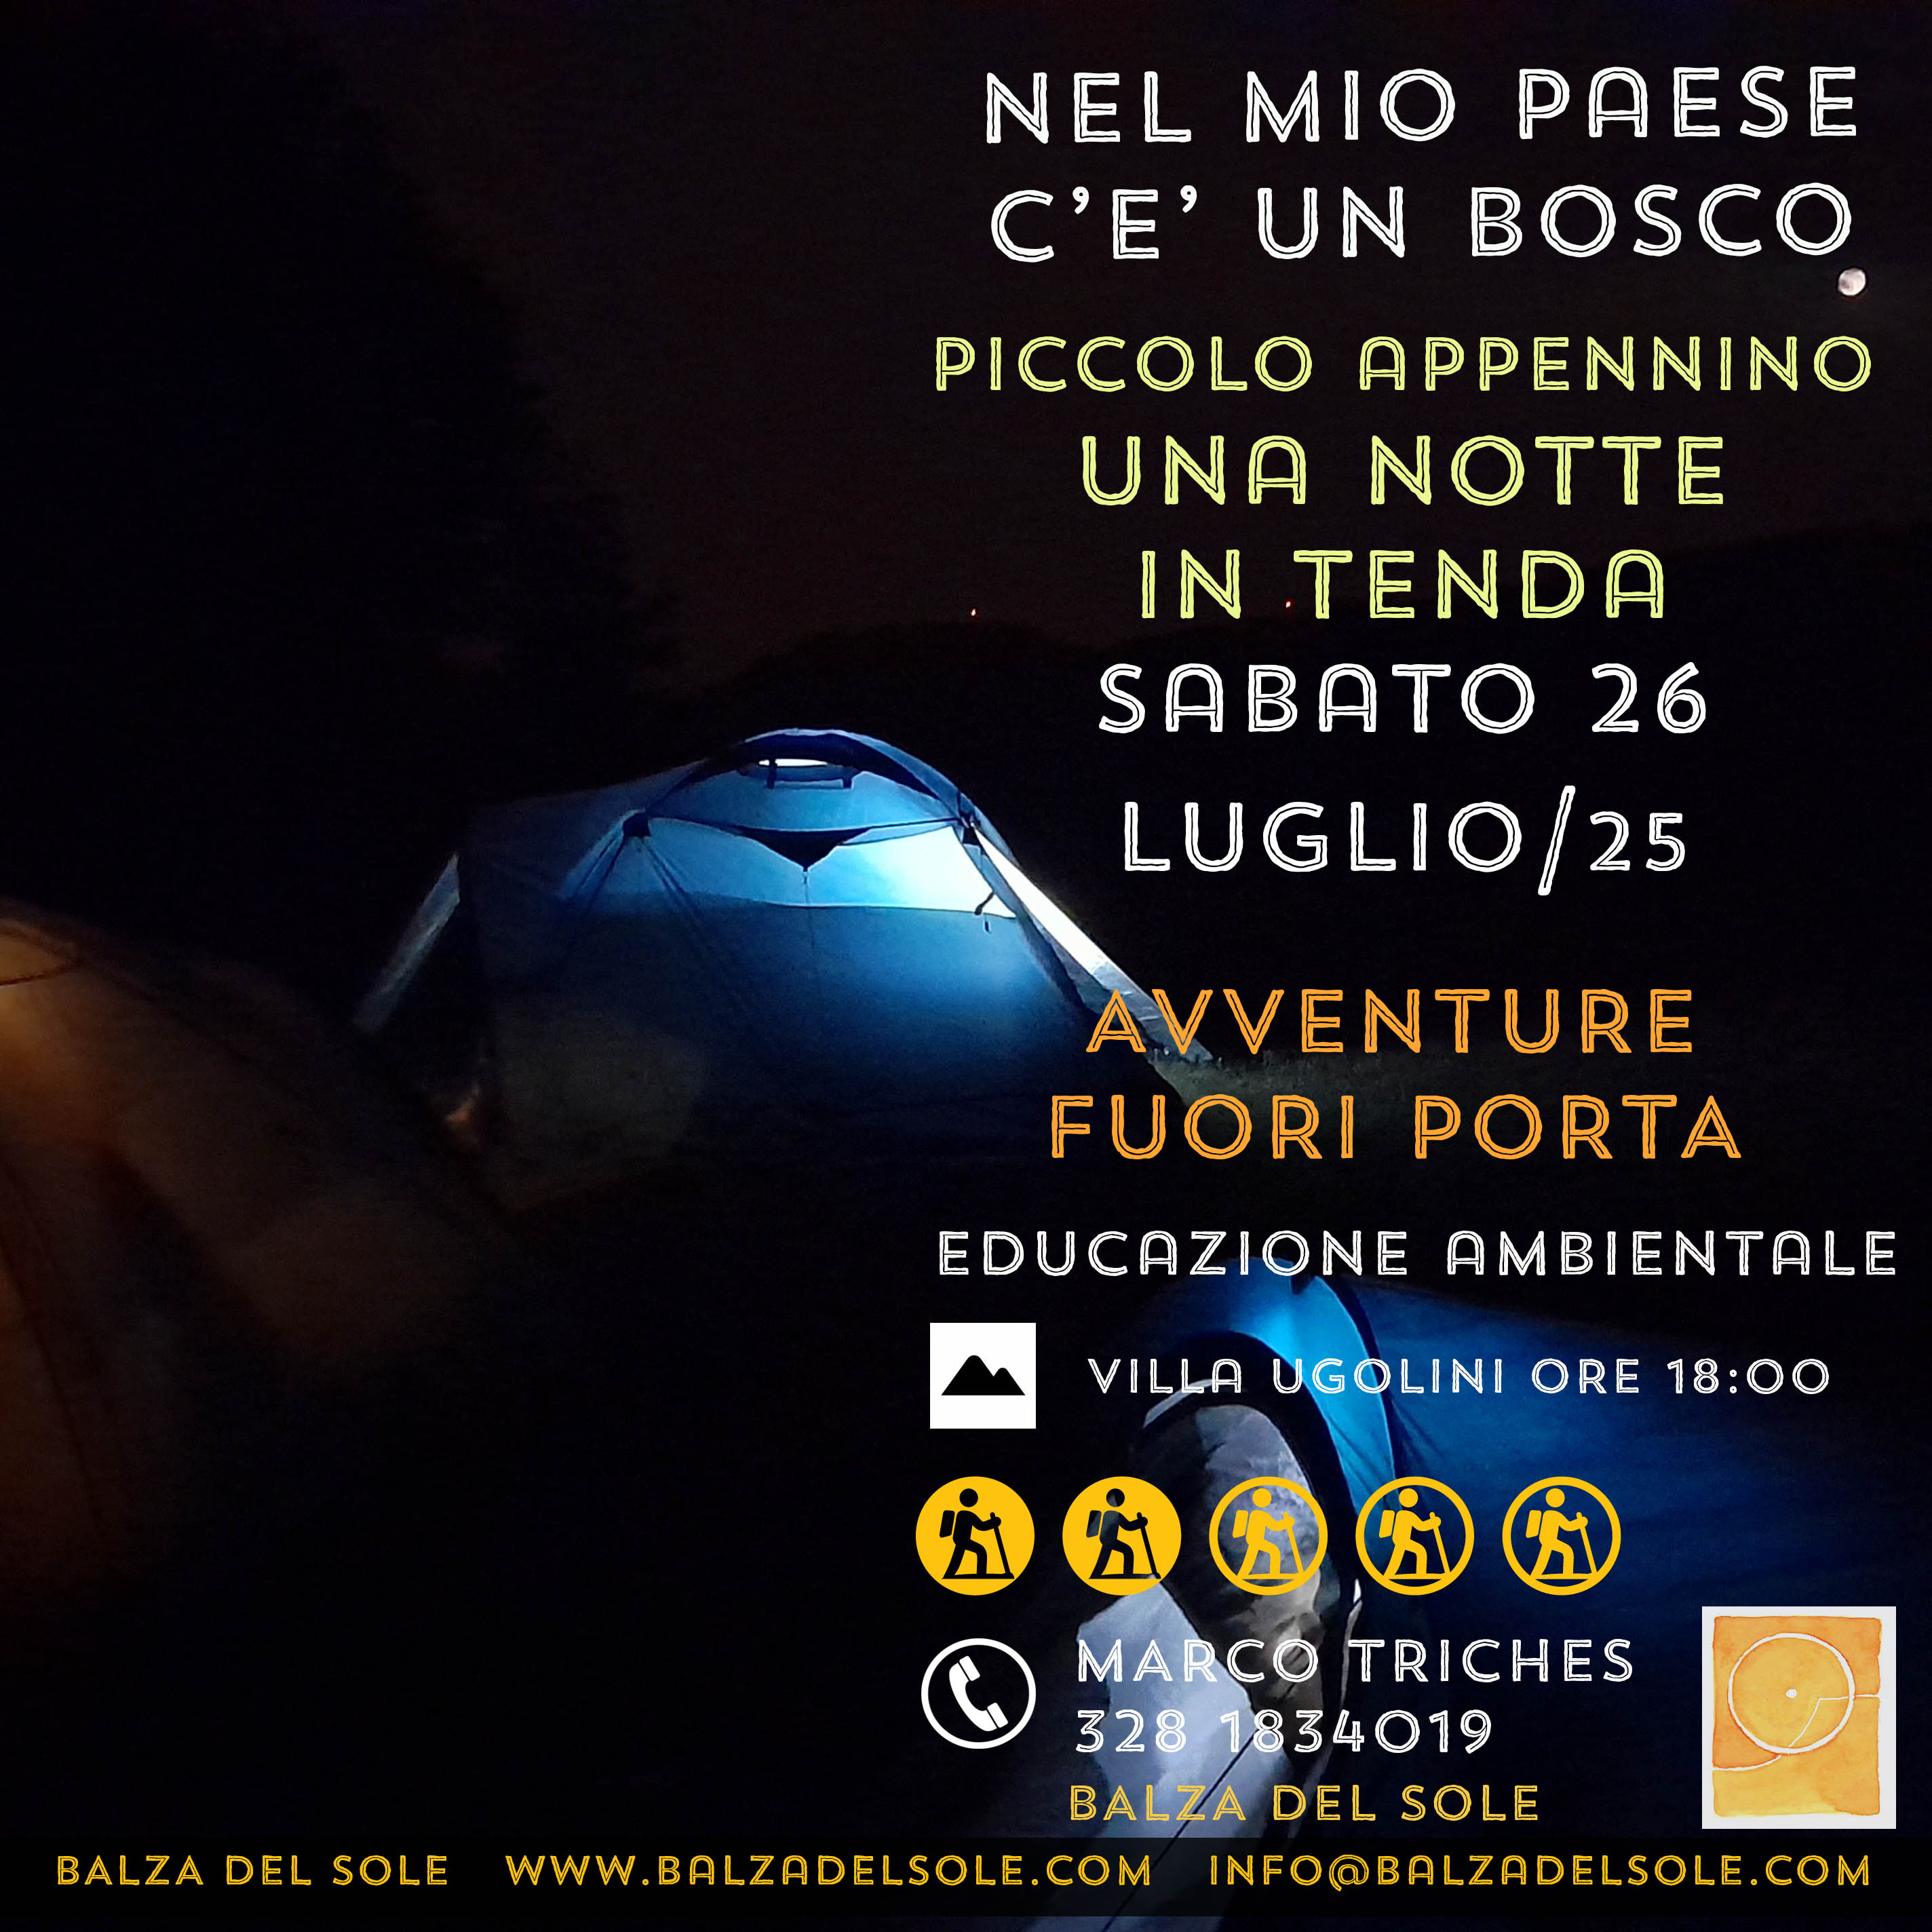 NEL MIO PAESE
C'E' UN BOSCO
PICCOLO APPENNINO
UNA NOTTE
IN TENDA
SABATO 26
LUGLIO/25
AVVENTURE
FUORI PORTA
EDUCAZIONE AMBIENTALE
VILLA UGOLINI ORE 18:00
MARCO TRICHES
328 1834019
BALZA DEL SOLE
BALZA DEL SOLE WWW.BALZADELSOLE.COM INFO@BALZADELSOLE.COM